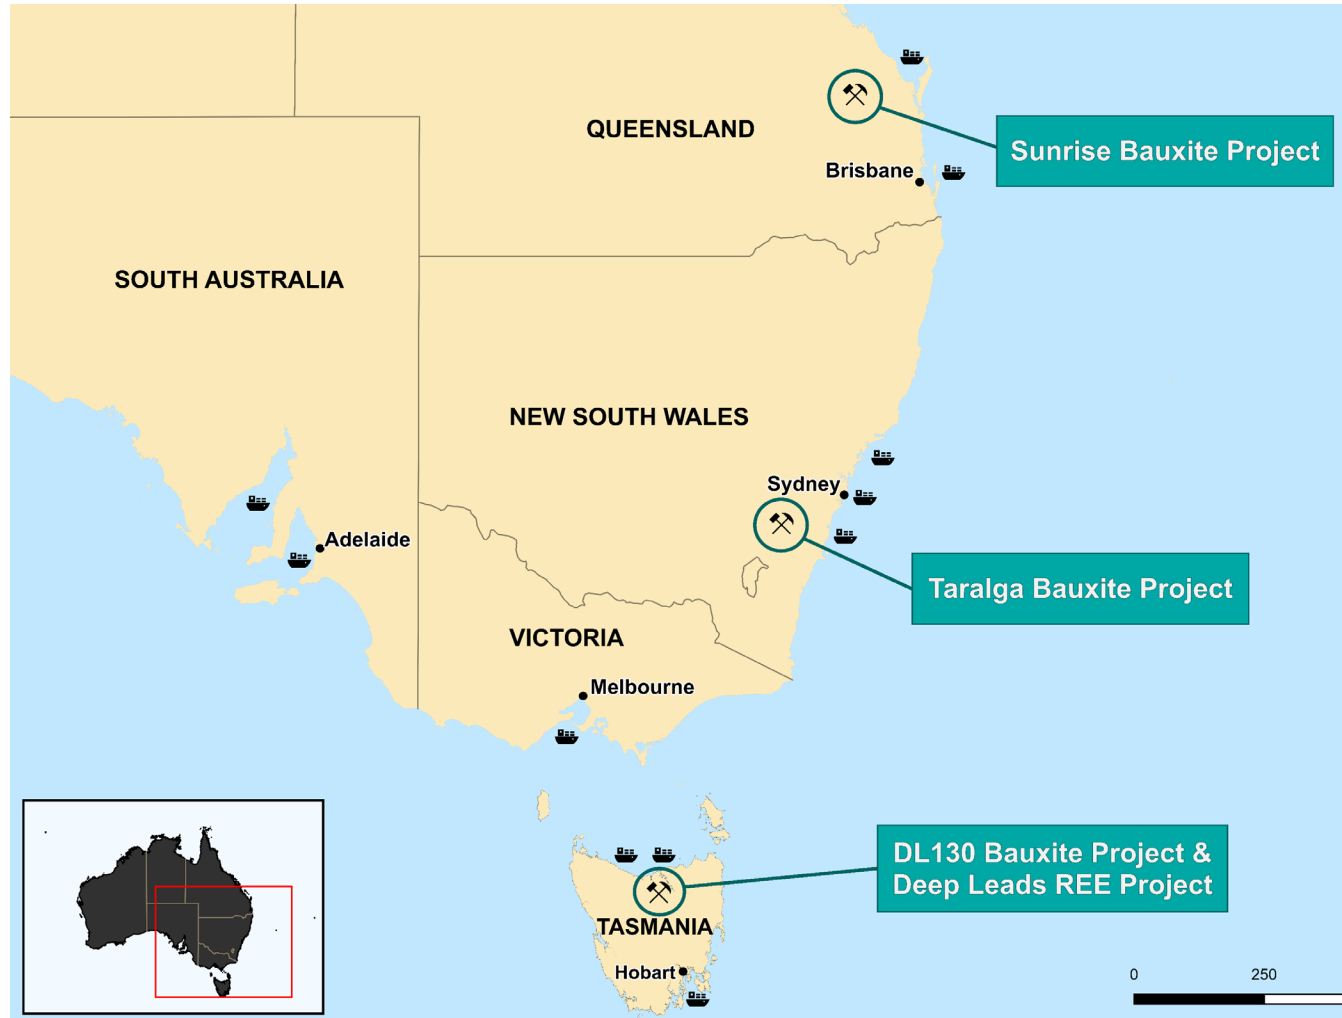 QUEENSLAND
Sunrise Bauxite Project
Brisbane
SOUTH AUSTRALIA
NEW SOUTH WALES
Sydney
Adelaide
Taralga Bauxite Project
VICTORIA
Melbourne
DL130 Bauxite Project &
Deep Leads REE Project
TASMANIA
Hobart
0 250